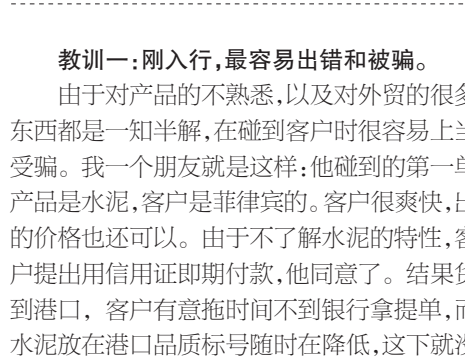 教训一:刚入行,最容易出错和被骗。
由于对产品的不熟悉,以及对外贸的很多
东西都是一知半解,在碰到客户时很容易上当
受骗。我一个朋友就是这样:他碰到的第一单
产品是水泥,客户是菲律宾的。客户很爽快,出
的价格也还可以。由于不了解水泥的特性,客
户提出用信用证即期付款,他同意了。结果货
到港口，客户有意拖时间不到银行拿提单,而
水泥放在港口品质标号随时在降低,这下就没